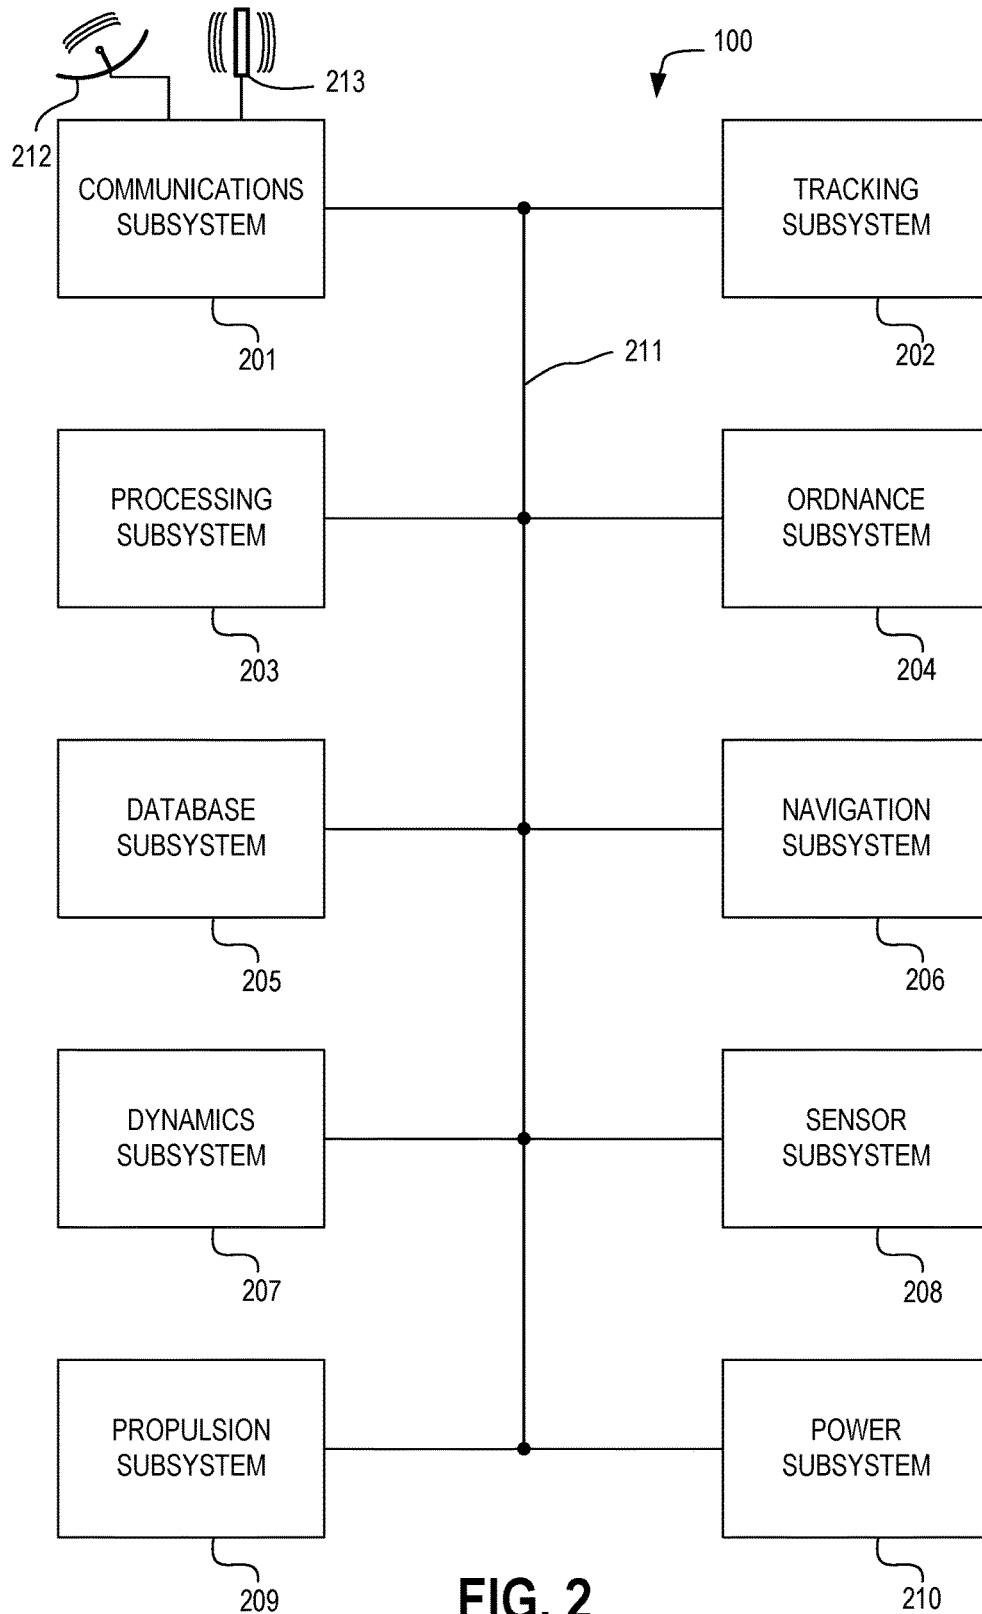 100
213
212
COMMUNICATIONS
SUBSYSTEM
201
TRACKING
SUBSYSTEM
202
211
PROCESSING
SUBSYSTEM
203
ORDNANCE
SUBSYSTEM
204
DATABASE
SUBSYSTEM
205
NAVIGATION
SUBSYSTEM
206
DYNAMICS
SUBSYSTEM
207
SENSOR
SUBSYSTEM
208
PROPULSION
SUBSYSTEM
209
POWER
SUBSYSTEM
210
FIG. 2